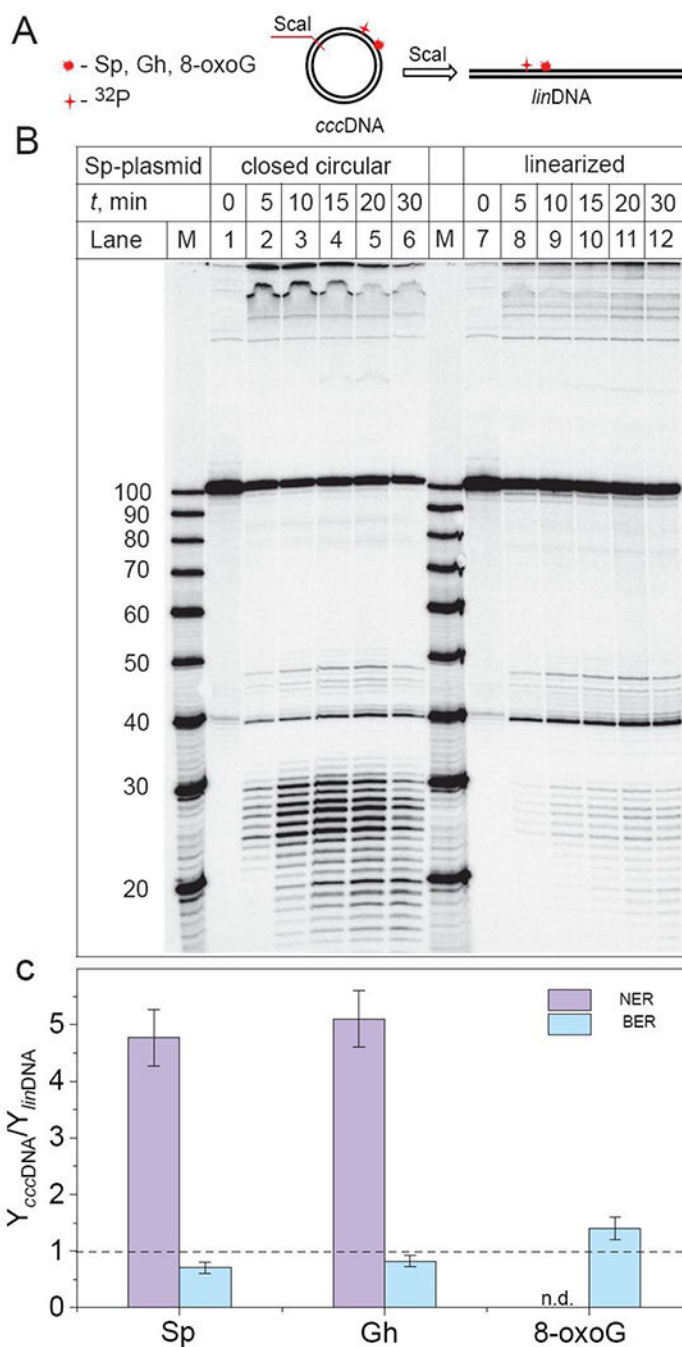 A
ScaI
- Sp, Gh, 8-oxoG
- 32P
cccDNA
ScaI
linDNA
B
Sp-plasmid closed circular linearized
t, min 0 5 10 15 20 30 0 5 10 15 20 30
Lane M 1 2 3 4 5 6 M 7 8 9 10 11 12
100
90
80
70
60
50
40
30
20
c
NER
BER
YcccDNA/YlinDNA
5
4
3
2
1
0
n.d.
Sp Gh 8-oxoG